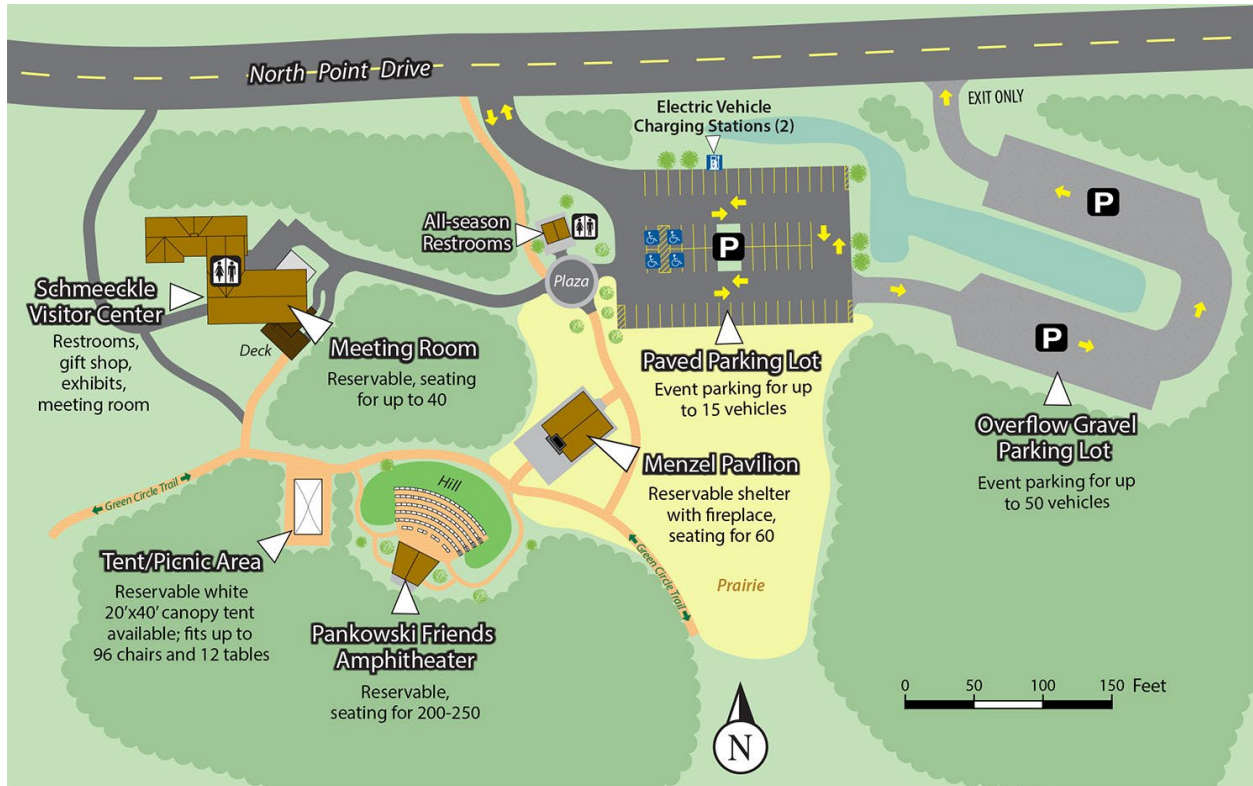 North Point Drive
EXIT ONLY
Electric Vehicle
Charging Stations (2)
P
All-season
Restrooms
P
Plaza
Schmeeckle
Visitor Center
Restrooms,
gift shop,
exhibits,
meeting room
Deck
Meeting Room
Reservable, seating
for up to 40
Paved Parking Lot
Event parking for up
to 15 vehicles
P
Overflow Gravel
Parking Lot
Event parking for up
to 50 vehicles
Menzel Pavilion
Reservable shelter
with fireplace,
seating for 60
Hill
Green Circle Trail
Green Circle Trail
Prairie
Tent/Picnic Area
Reservable white
20'x40' canopy tent
available; fits up to
96 chairs and 12 tables
Pankowski Friends
Amphitheater
Reservable,
seating for 200-250
0 50 100 150 Feet
N